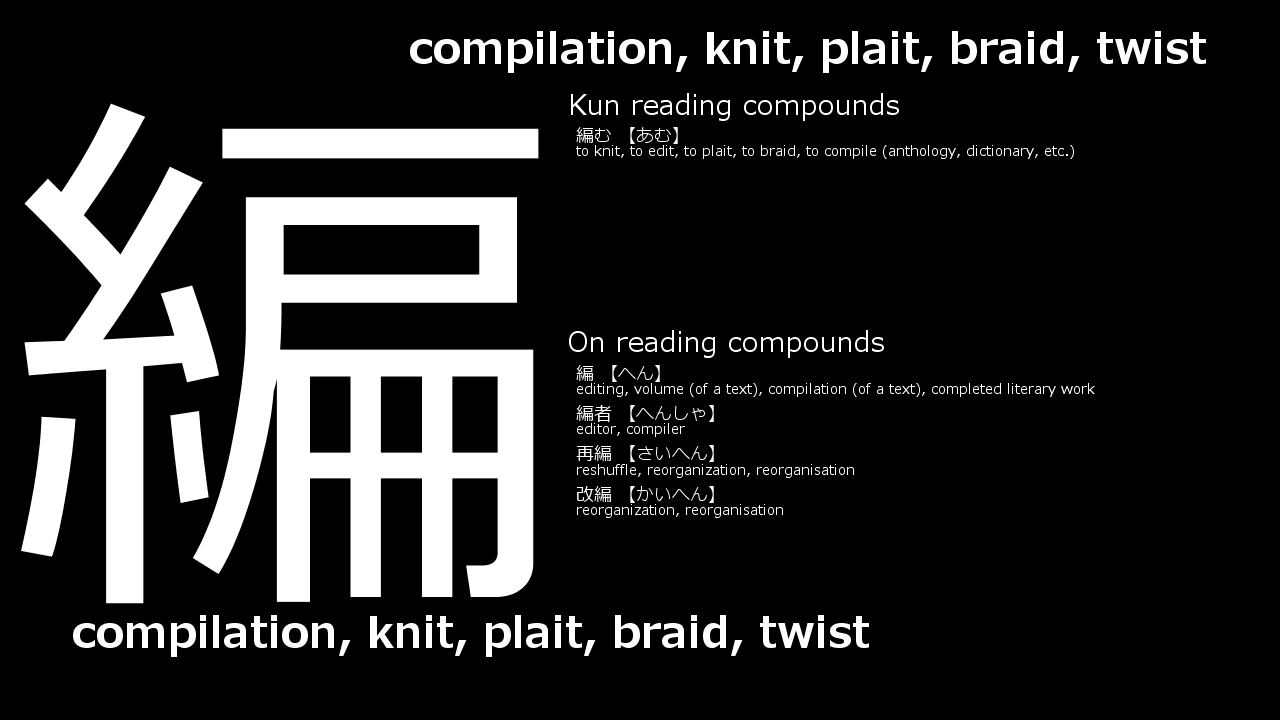 compilation, knit, plait, braid, twist
編
Kun reading compounds
編む 【あむ】
to knit, to edit, to plait, to braid, to compile (anthology, dictionary, etc.)
On reading compounds
編 【へん】
editing, volume (of a text), compilation (of a text), completed literary work
編者 【へんしゃ】
editor, compiler
再編 【さいへん】
reshuffle, reorganization, reorganisation
改編 【かいへん】
reorganization, reorganisation
compilation, knit, plait, braid, twist